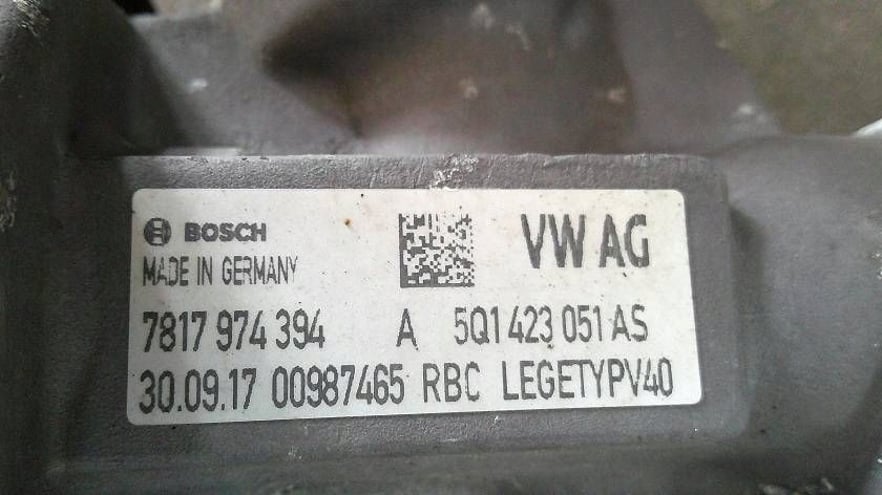 BOSCH
VW AG
MADE IN GERMANY
7817 974 394 A 5Q1 423 051 AS
30.09.17 00987465 RBC LEGETYPV40